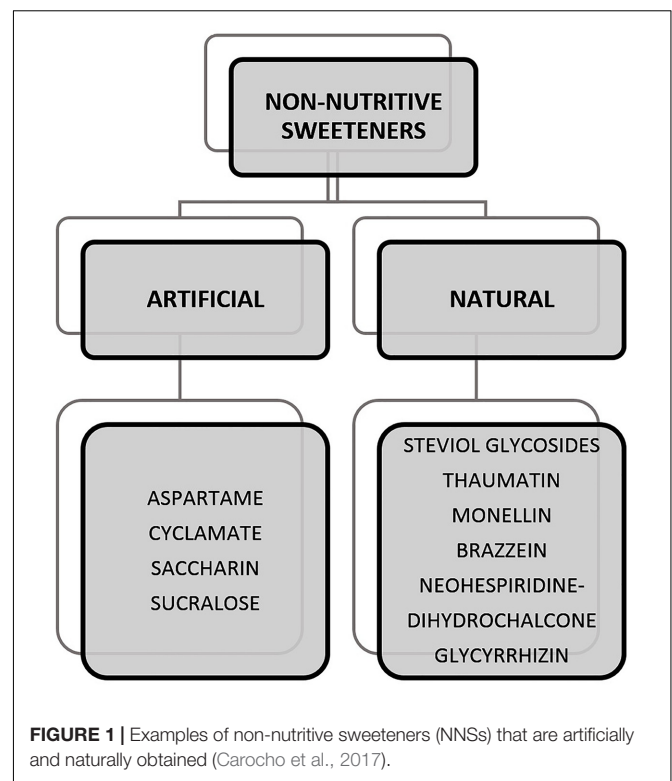 NON-NUTRITIVE
SWEETENERS
ARTIFICIAL
NATURAL
ASPARTAME
CYCLAMATE
SACCHARIN
SUCRALOSE
STEVIOL GLYCOSIDES
THAUMATIN
MONELLIN
BRAZZEIN
NEOHESPIRIDINE-
DIHYDROCHALCONE
GLYCYRRHIZIN
FIGURE 1 | Examples of non-nutritive sweeteners (NNSs) that are artificially
and naturally obtained (Carocho et al., 2017).